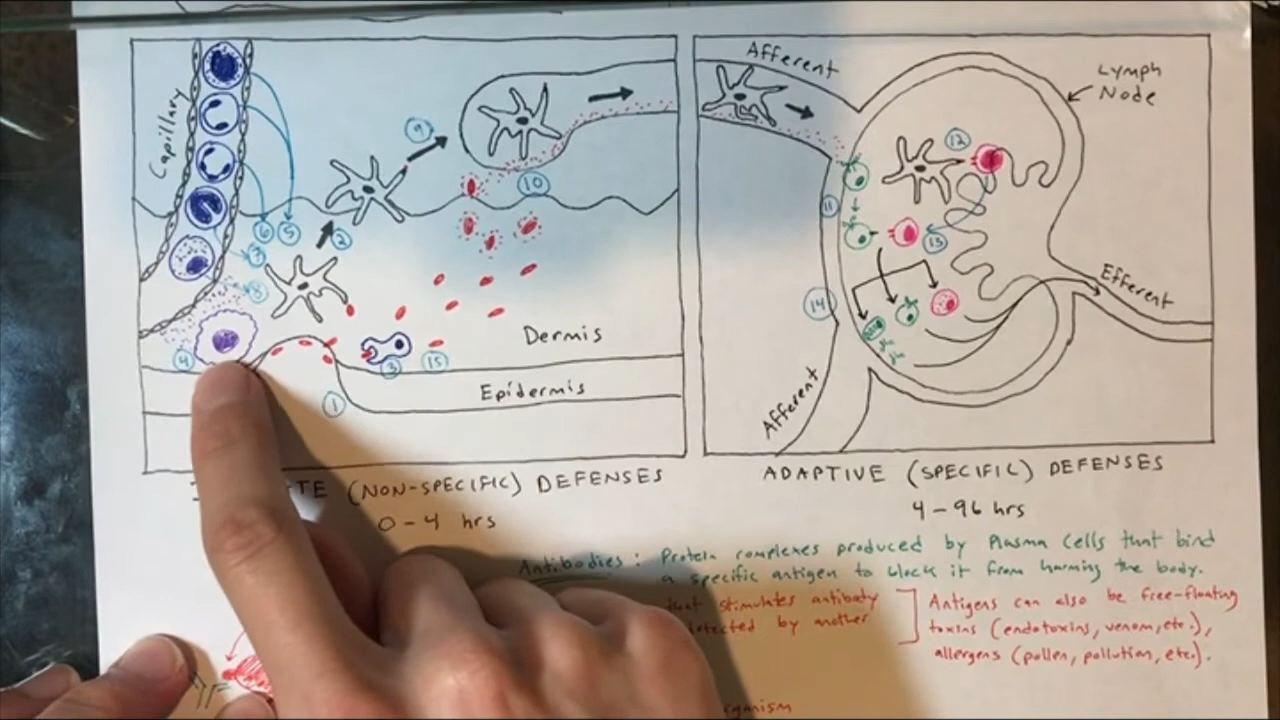 Capillary
Afferent
Lymph
Node
9
12
10
11
6
5
2
13
7
8
14
Efferent
Dermis
4
3
15
Epidermis
1
Afferent
TE (NON-SPECIFIC) DEFENSES
0-4 hrs
ADAPTIVE (SPECIFIC) DEFENSES
4-96 hrs
Antibodies: Protein complexes produced by Plasma Cells that bind
a specific antigen to block it from harming the body.
that stimulates antibody
detected by another
Antigens can also be free-floating
toxins (endotoxins, venom, etc.),
allergens (pollen, pollution, etc.).